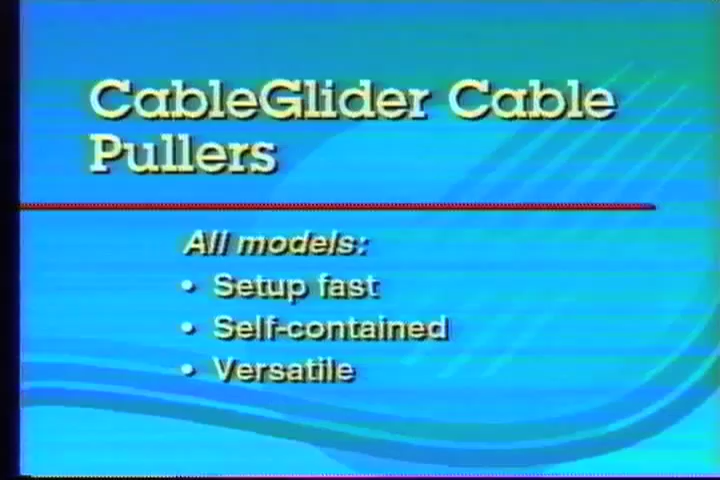 CableGlider Cable
Pullers
All models:
• Setup fast
• Self-contained
• Versatile